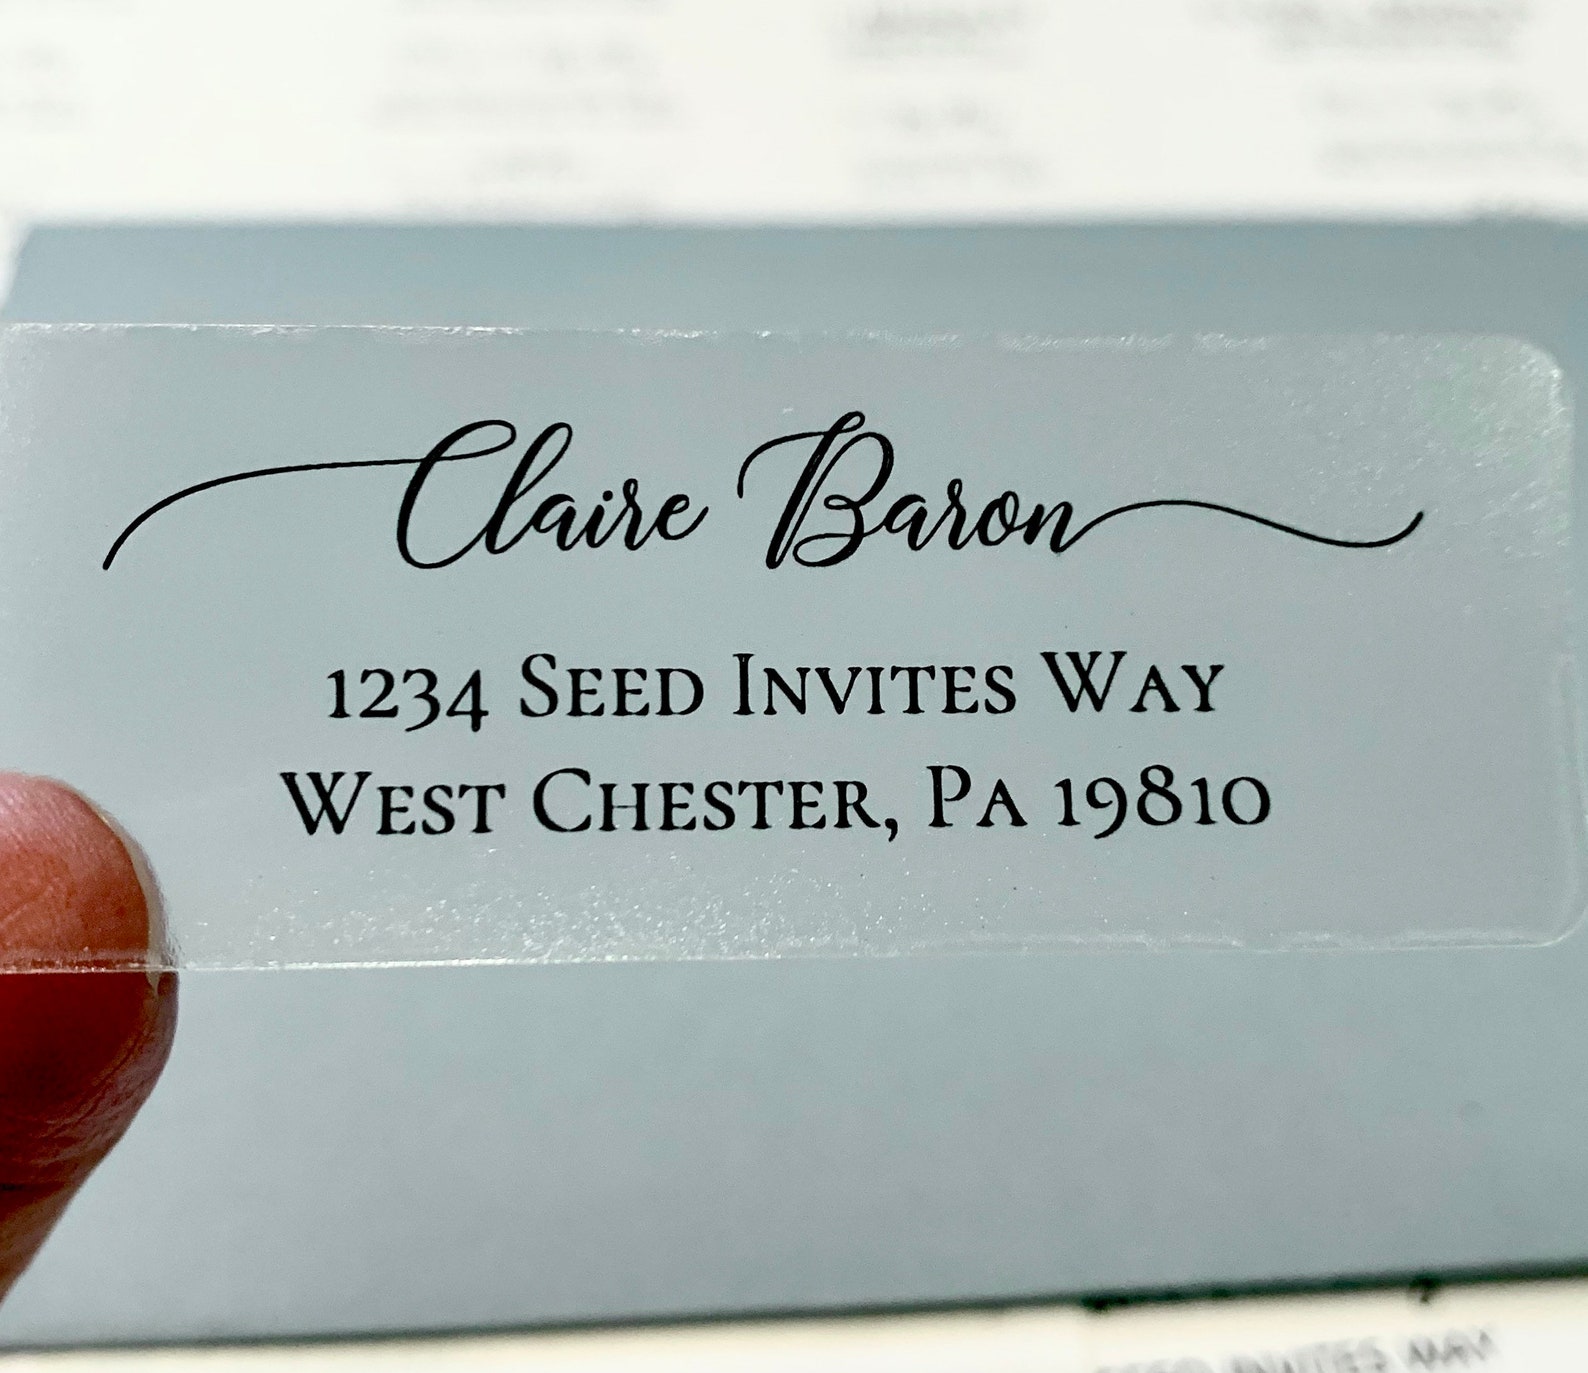 Claire Baron
1234 Seed Invites Way
West Chester, Pa 19810